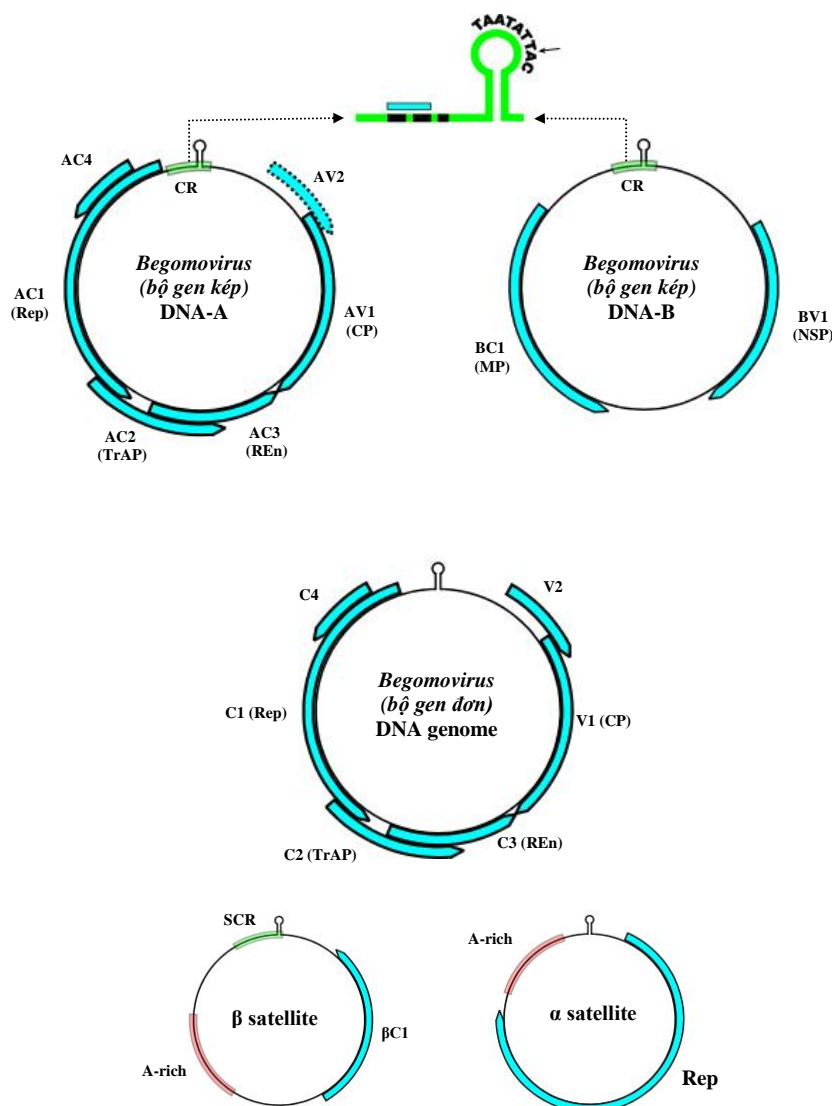 TAATATTAC
AC4
CR
AV2
CR
Begomovirus
(bộ gen kép)
DNA-A
Begomovirus
(bộ gen kép)
DNA-B
AC1
(Rep)
AV1
(CP)
BC1
(MP)
BV1
(NSP)
AC2
(TrAP)
AC3
(REn)
C4
V2
Begomovirus
(bộ gen đơn)
DNA genome
C1 (Rep)
V1 (CP)
C2 (TrAP)
C3 (REn)
SCR
A-rich
β satellite
α satellite
βC1
A-rich
Rep